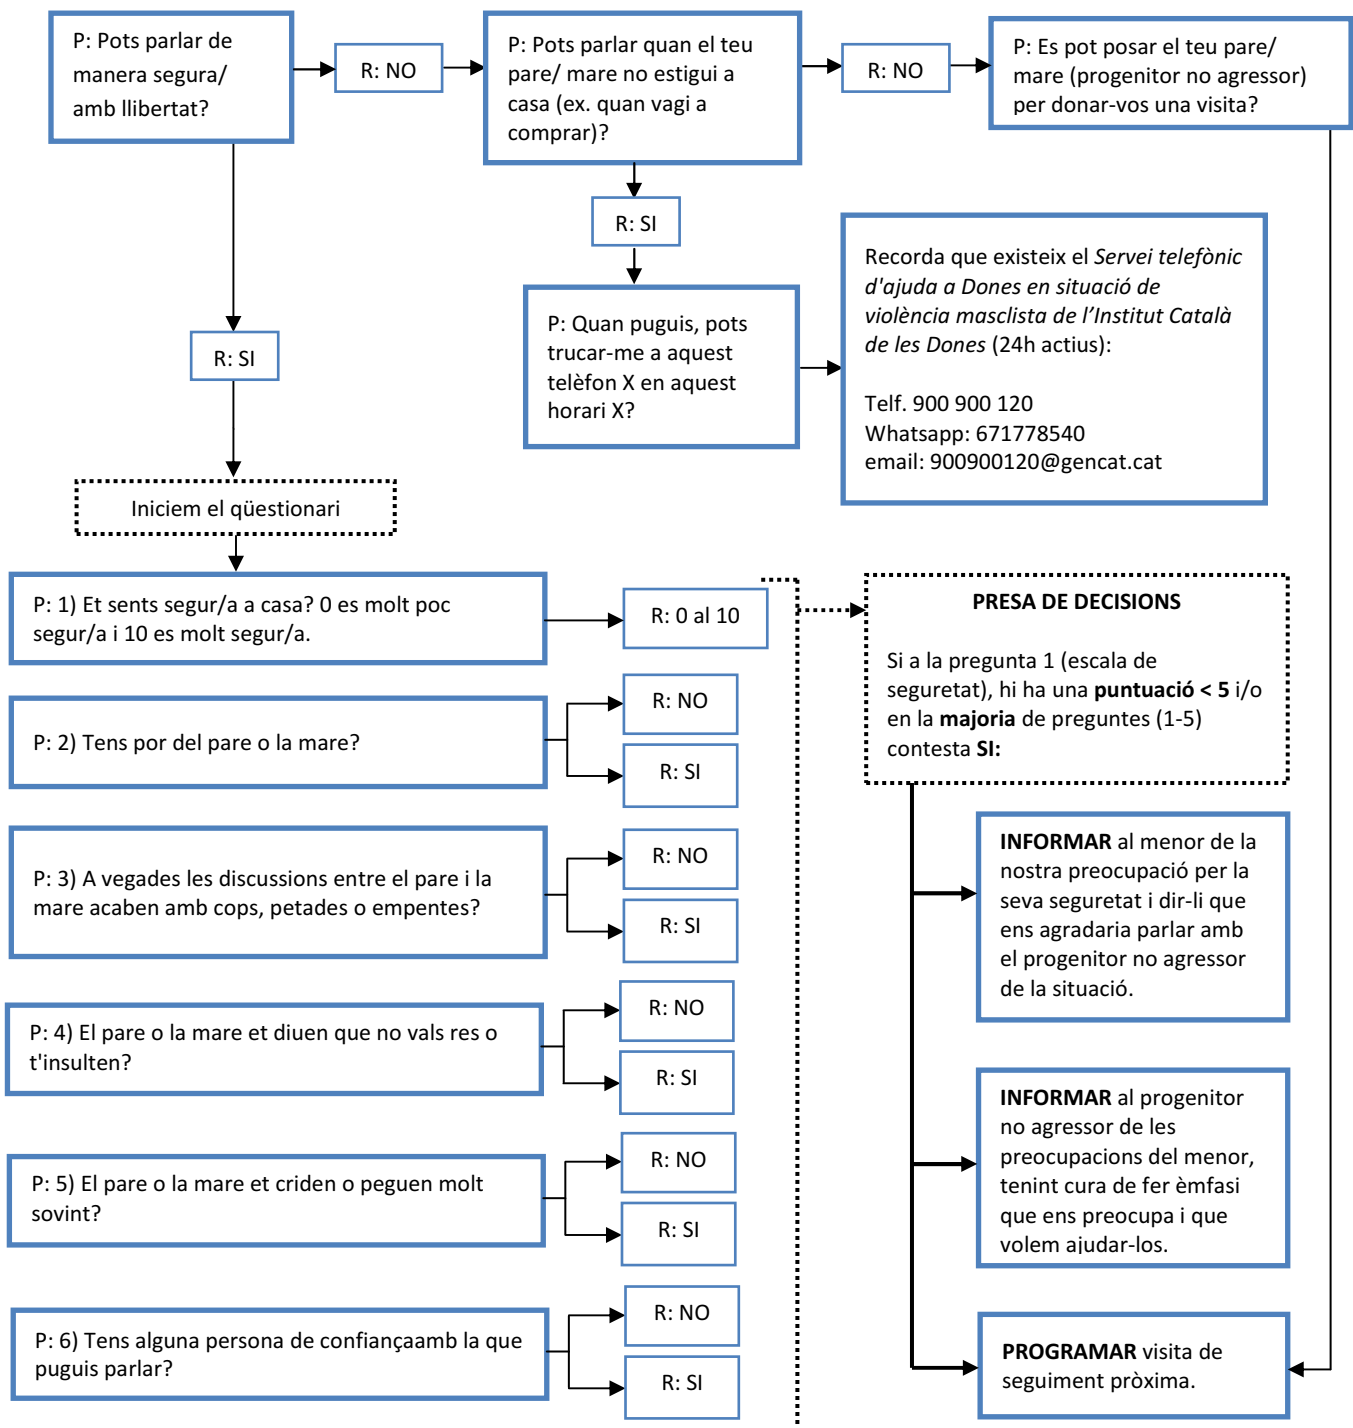 P: Pots parlar de
manera segura/
amb llibertat?
R: NO
P: Pots parlar quan el teu
pare/ mare no estigui a
casa (ex. quan vagi a
comprar)?
R: NO
P: Es pot posar el teu pare/
mare (progenitor no agressor)
per donar-vos una visita?
R: SI
P: Quan puguis, pots
trucar-me a aquest
telèfon X en aquest
horari X?
Recorda que existeix el Servei telefònic
d'ajuda a Dones en situació de
violència masclista de l’Institut Català
de les Dones (24h actius):
Telf. 900 900 120
Whatsapp: 671778540
email: 900900120@gencat.cat
R: SI
Iniciem el qüestionari
P: 1) Et sents segur/a a casa? 0 es molt poc
segur/a i 10 es molt segur/a.
R: 0 al 10
P: 2) Tens por del pare o la mare?
R: NO
R: SI
P: 3) A vegades les discussions entre el pare i la
mare acaben amb cops, petades o empentes?
R: NO
R: SI
P: 4) El pare o la mare et diuen que no vals res o
t'insulten?
R: NO
R: SI
P: 5) El pare o la mare et criden o peguen molt
sovint?
R: NO
R: SI
P: 6) Tens alguna persona de confiançaamb la que
puguis parlar?
R: NO
R: SI
PRESA DE DECISIONS
Si a la pregunta 1 (escala de
seguretat), hi ha una puntuació < 5 i/o
en la majoria de preguntes (1-5)
contesta SI:
INFORMAR al menor de la
nostra preocupació per la
seva seguretat i dir-li que
ens agradaria parlar amb
el progenitor no agressor
de la situació.
INFORMAR al progenitor
no agressor de les
preocupacions del menor,
tenint cura de fer èmfasi
que ens preocupa i que
volem ajudar-los.
PROGRAMAR visita de
seguiment pròxima.